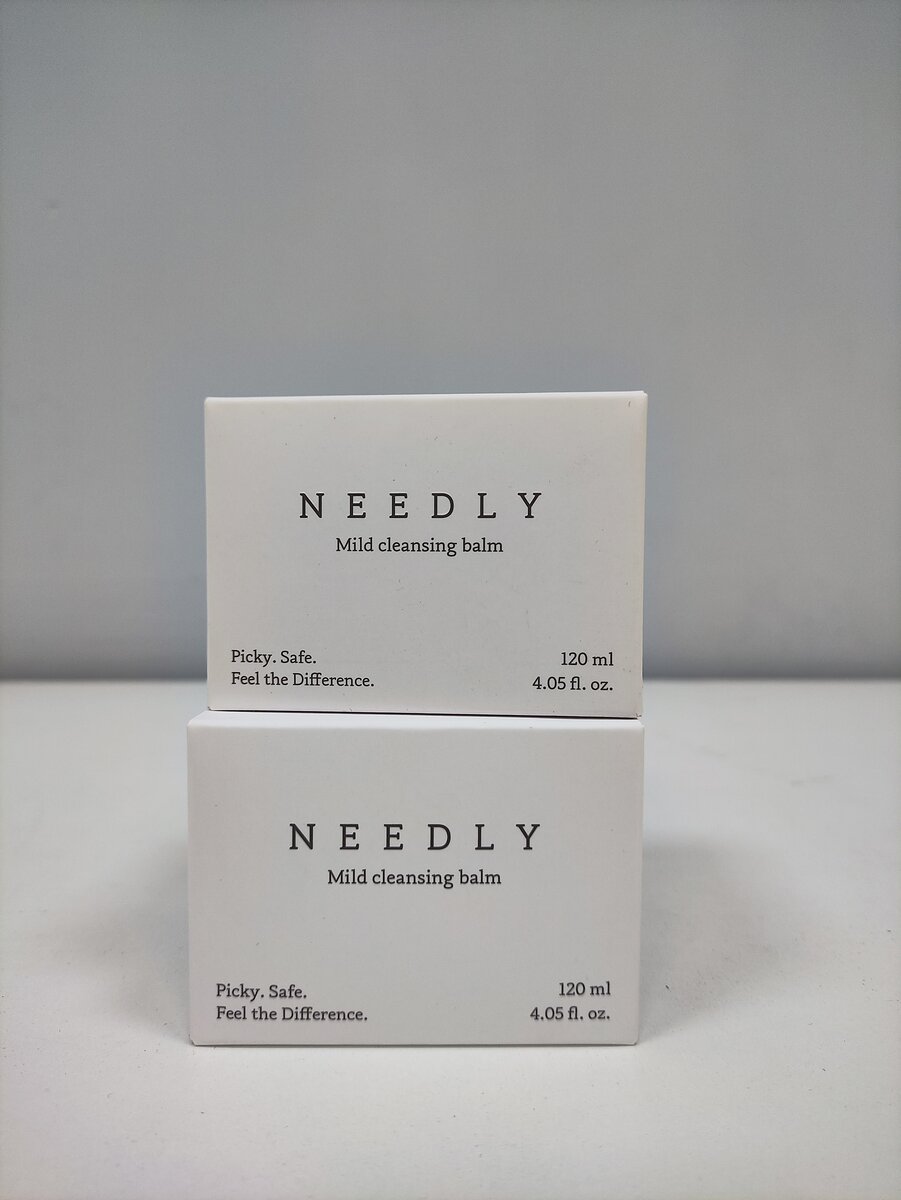 NEEDLY
Mild cleansing balm
Picky. Safe.
Feel the Difference.
120 ml
4.05 fl. oz.
NEEDLY
Mild cleansing balm
Picky. Safe.
Feel the Difference.
120 ml
4.05 fl. oz.